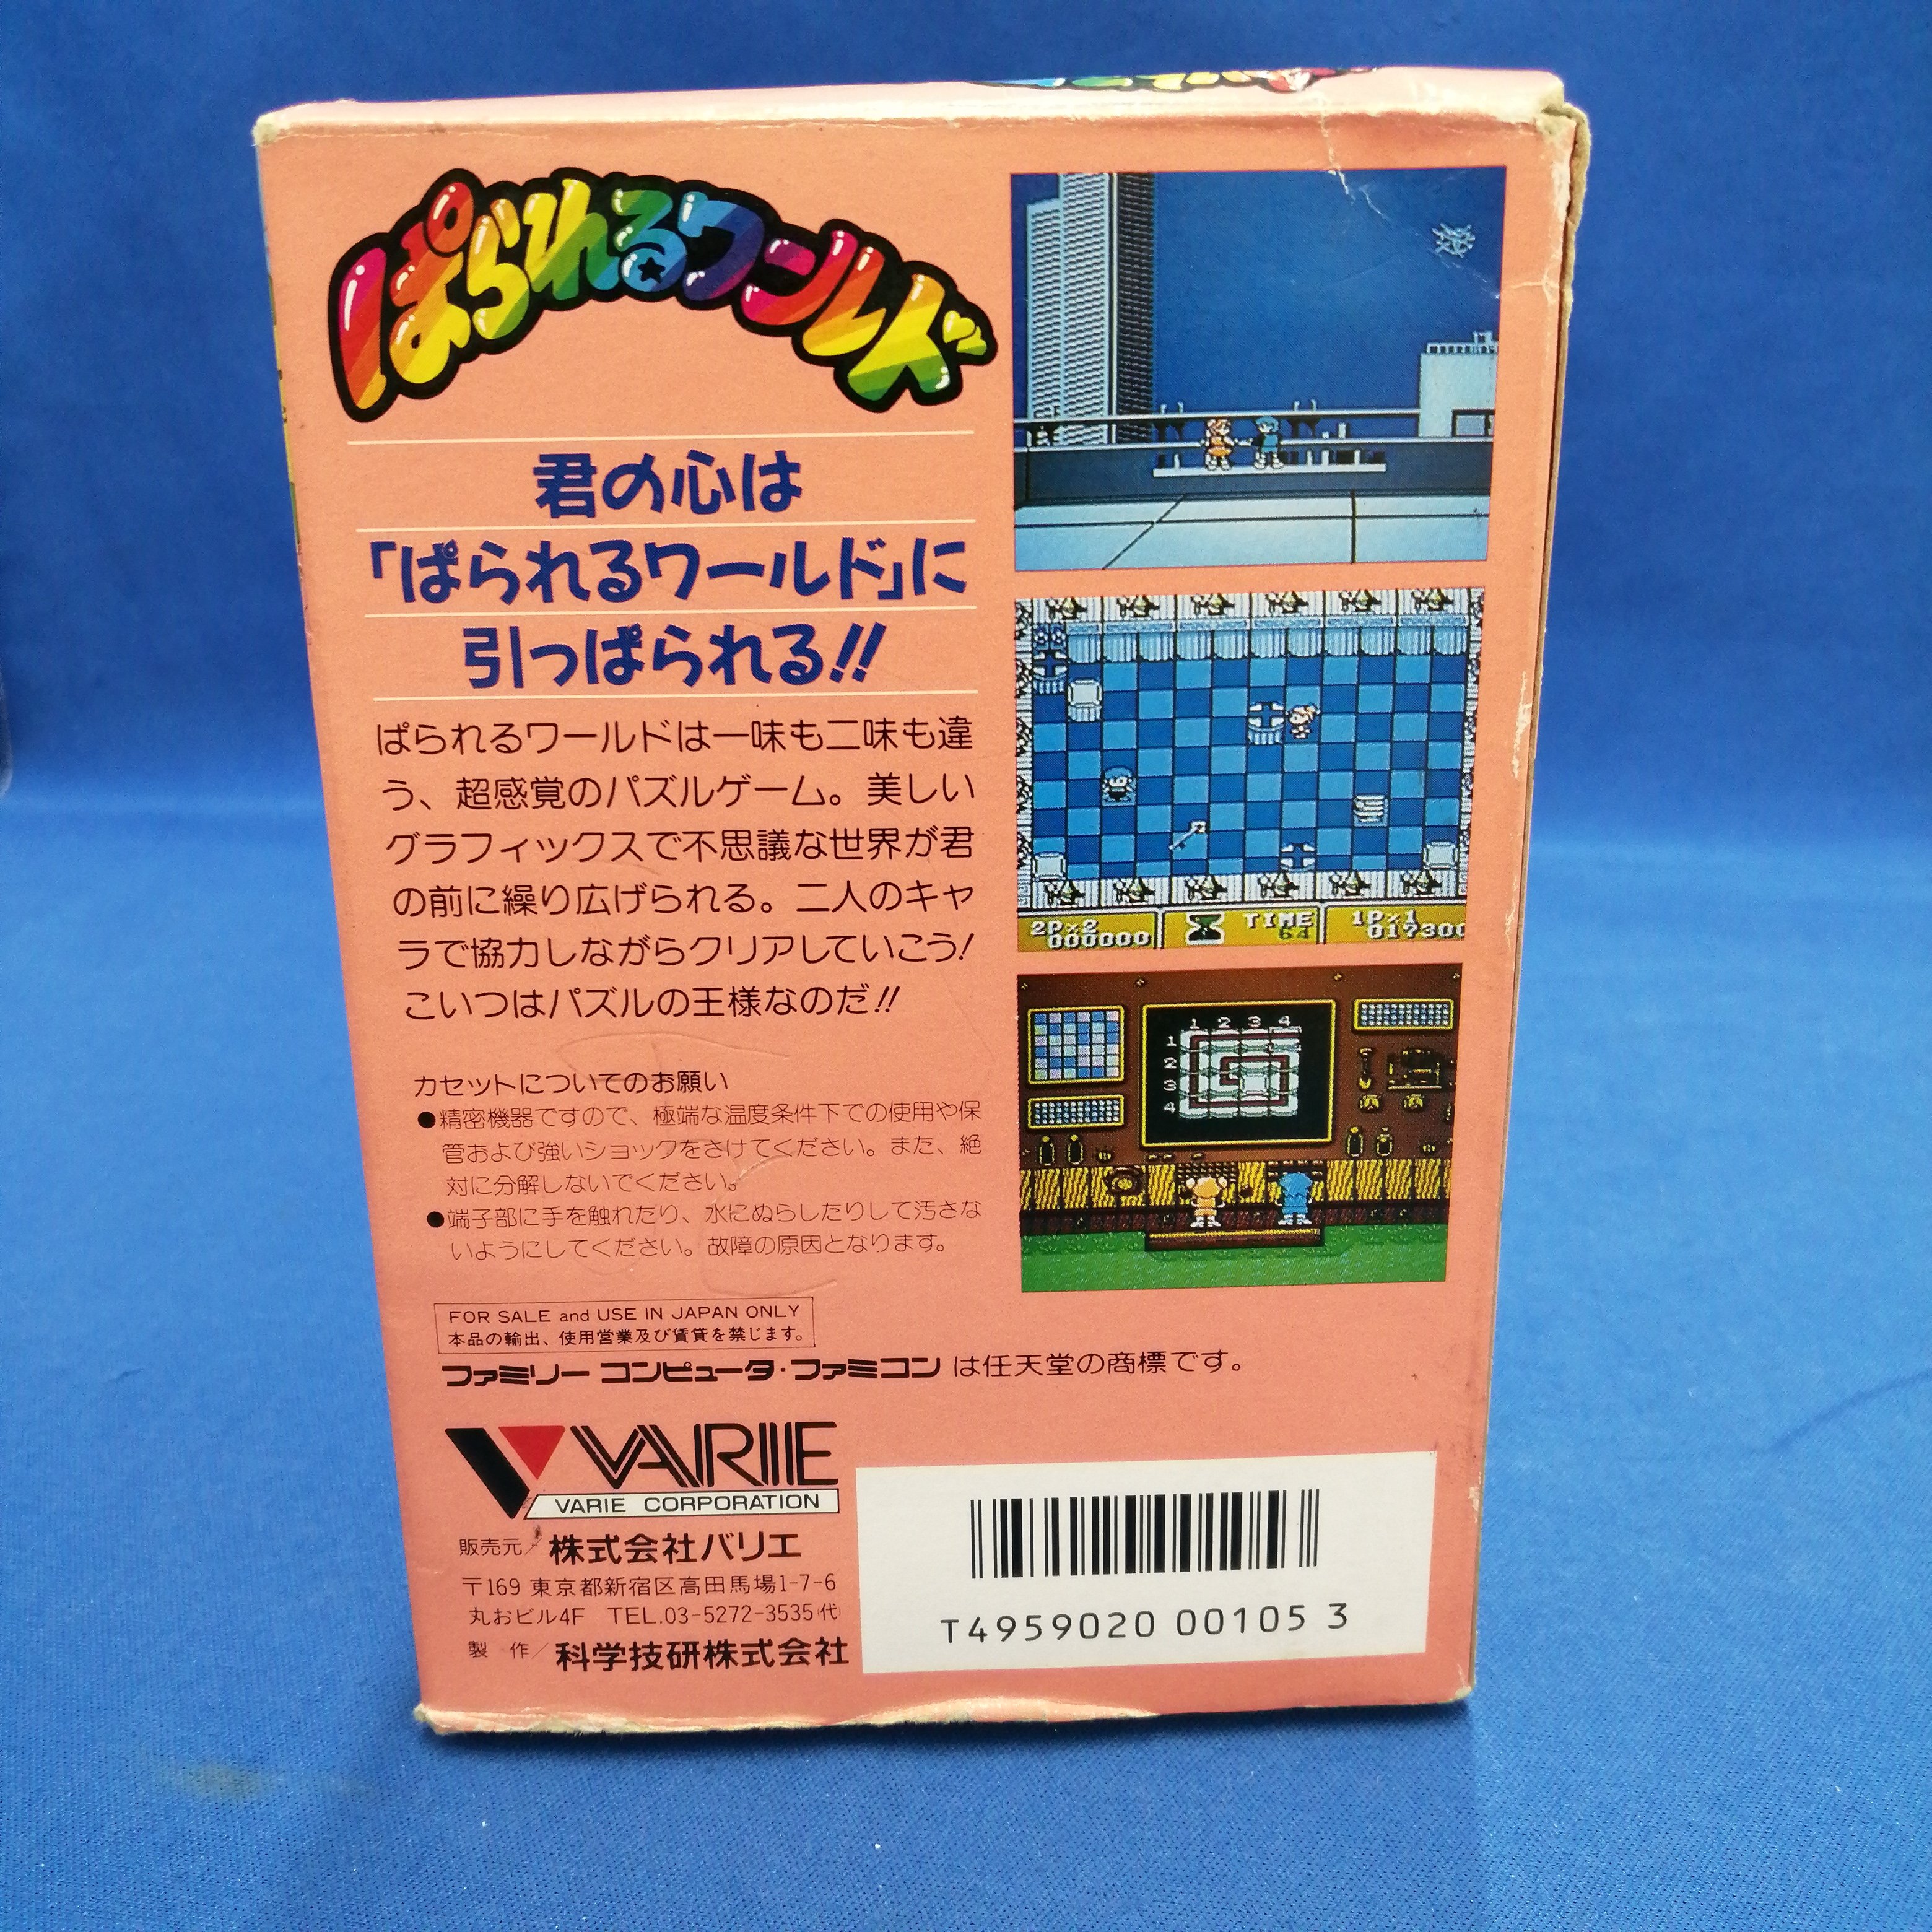 ぱられるワールド
君の心は
「ぱられるワールド」に
引っぱられる!!
ぱられるワールドは一味も二味も違
う、超感覚のパズルゲーム。美しい
グラフィックスで不思議な世界が君
の前に繰り広げられる。二人のキャ
ラで協力しながらクリアしていこう!
こいつはパズルの王様なのだ!!
カセットについてのお願い
●精密機器ですので、極端な温度条件下での使用や保
管および強いショックをさけてください。また、絶
対に分解しないでください。
●端子部に手を触れたり、水にぬらしたりして汚さな
いようにしてください。故障の原因となります。
FOR SALE and USE IN JAPAN ONLY
本品の輸出、使用営業及び賃貸を禁じます。
ファミリーコンピュータ・ファミコン は任天堂の商標です。
VARIE
VARIE CORPORATION
販売元/株式会社バリエ
〒169 東京都新宿区高田馬場1-7-6
丸おビル4F TEL.03-5272-3535(代)
製 作/科学技研株式会社
2P×2 TIME 1P×1
000000 64 017300
1 2 3 4
1
2
3
4
T4959020 00105 3